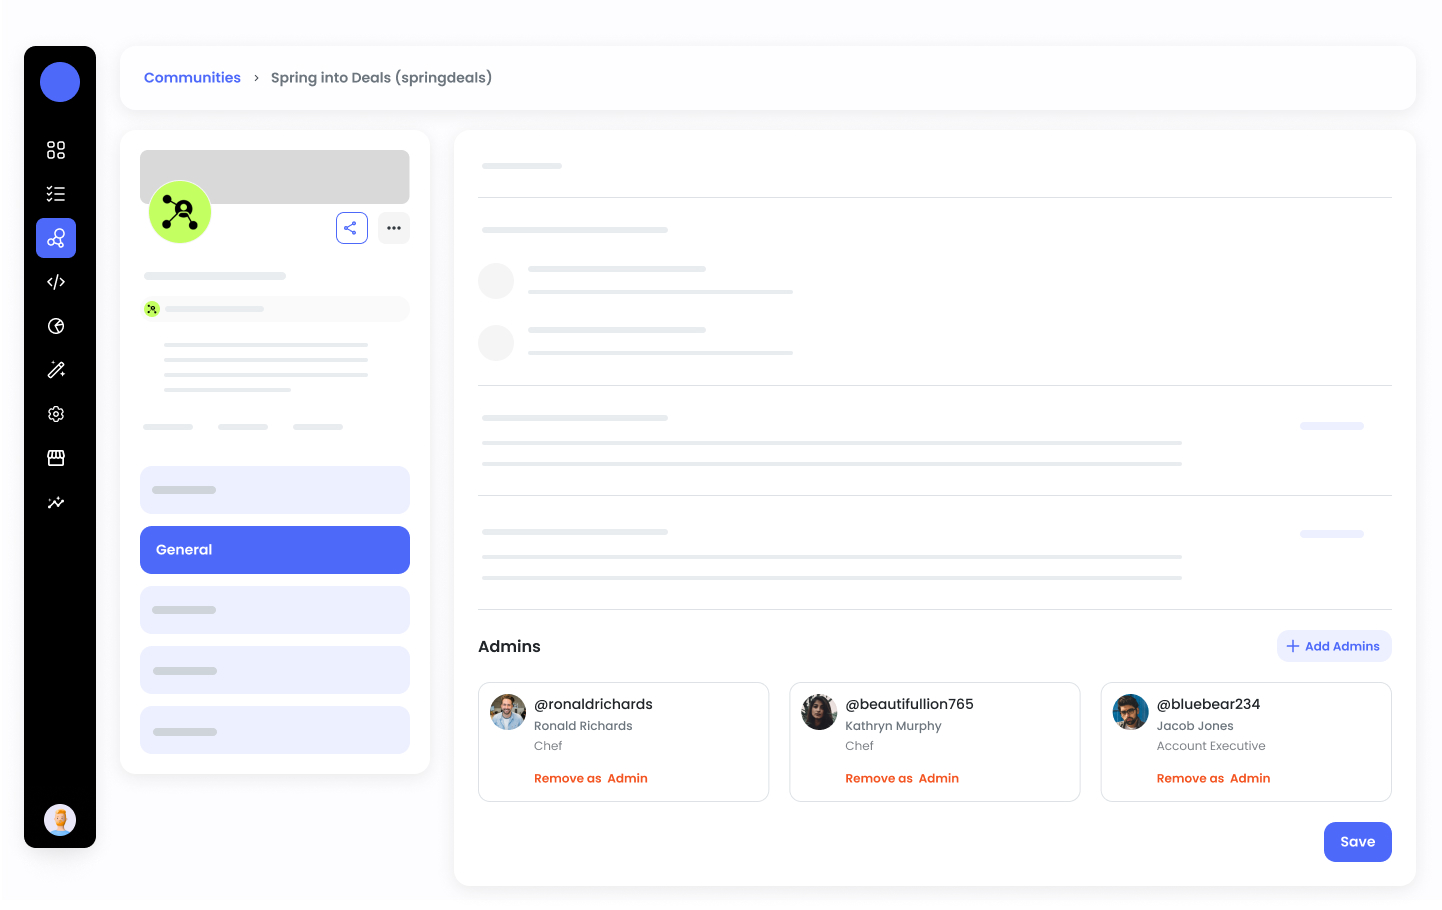 Communities › Spring into Deals (springdeals)
General
Admins
+ Add Admins
@ronaldrichards
Ronald Richards
Chef
Remove as Admin
@beautifullion765
Kathryn Murphy
Chef
Remove as Admin
@bluebear234
Jacob Jones
Account Executive
Remove as Admin
Save